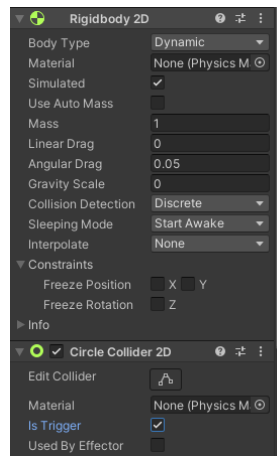 Rigidbody 2D
Body Type Dynamic
Material None (Physics M
Simulated
Use Auto Mass
Mass 1
Linear Drag 0
Angular Drag 0.05
Gravity Scale 0
Collision Detection Discrete
Sleeping Mode Start Awake
Interpolate None
Constraints
Freeze Position X Y
Freeze Rotation Z
Info
Circle Collider 2D
Edit Collider
Material None (Physics M
Is Trigger
Used By Effector